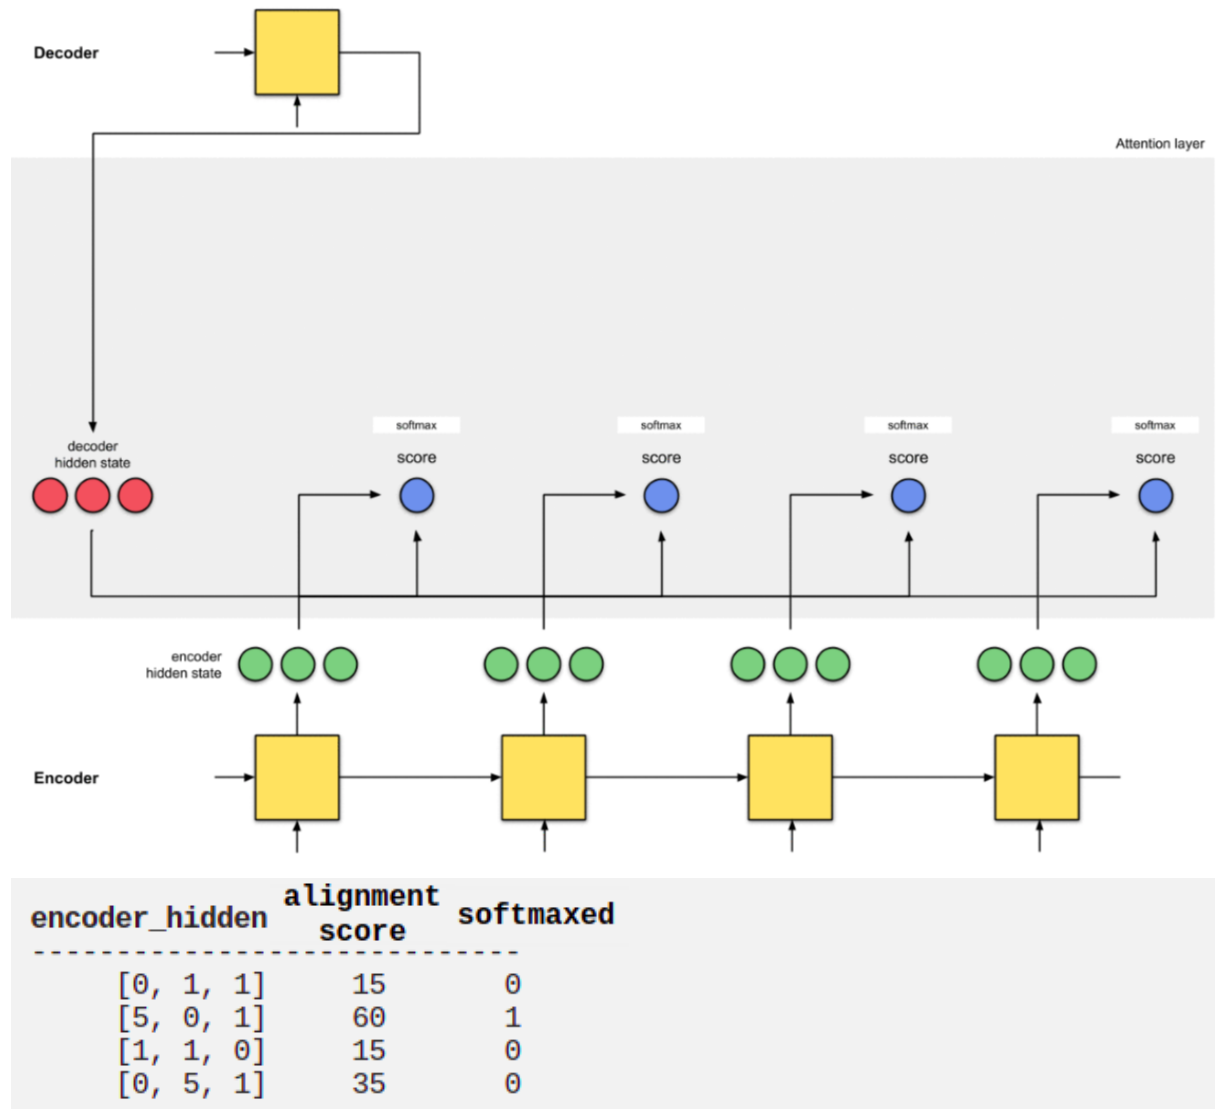 Decoder
Attention layer
decoder
hidden state
softmax
softmax
softmax
softmax
score
score
score
score
encoder
hidden state
Encoder
encoder_hidden alignment score softmaxed
------------------------------
[0, 1, 1] 15 0
[5, 0, 1] 60 1
[1, 1, 0] 15 0
[0, 5, 1] 35 0